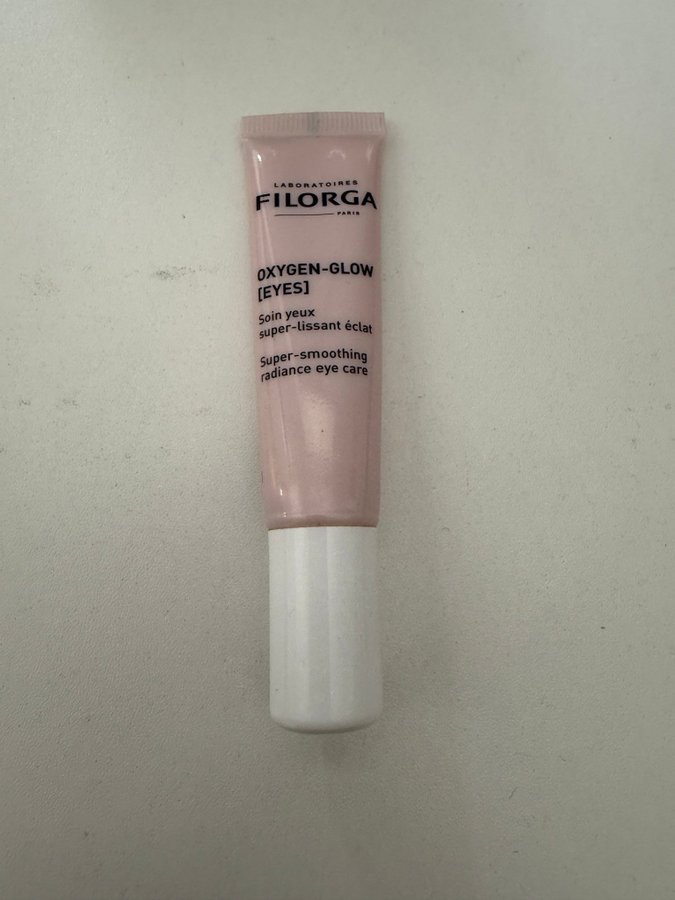 LABORATOIRES
FILORGA
PARIS
OXYGEN-GLOW
[EYES]
Soin yeux
super-lissant éclat
Super-smoothing
radiance eye care